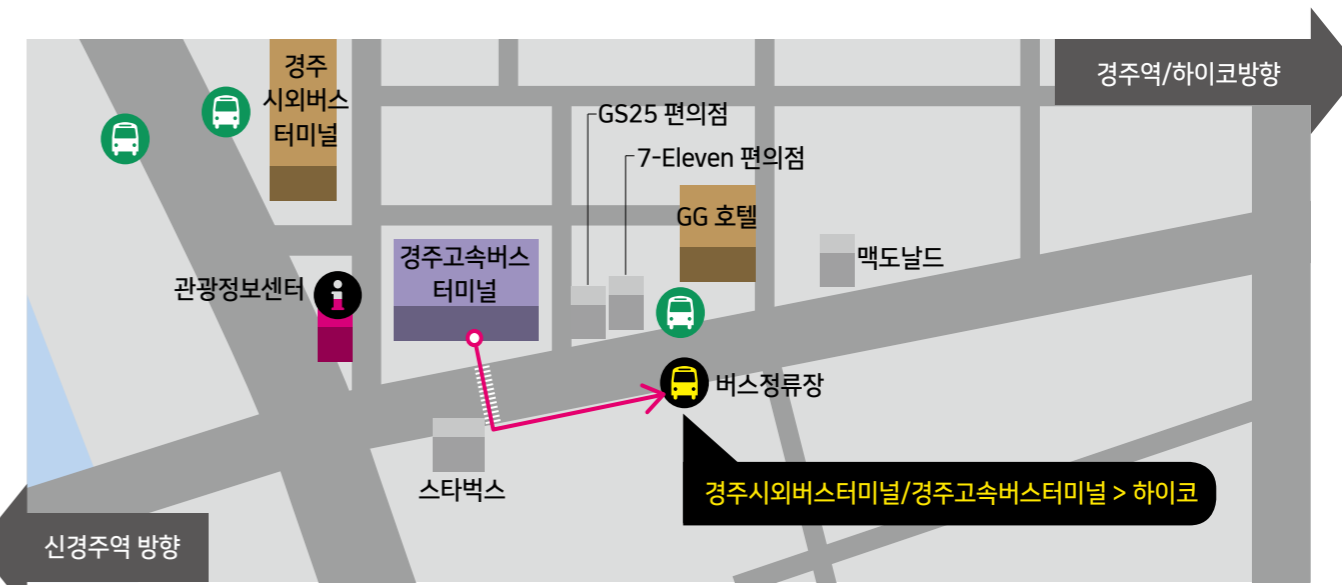 경주
시외버스
터미널
경주역/하이코방향
GS25 편의점
7-Eleven 편의점
GG 호텔
경주고속버스
터미널
맥도날드
관광정보센터
버스정류장
스타벅스
경주시외버스터미널/경주고속버스터미널 > 하이코
신경주역 방향